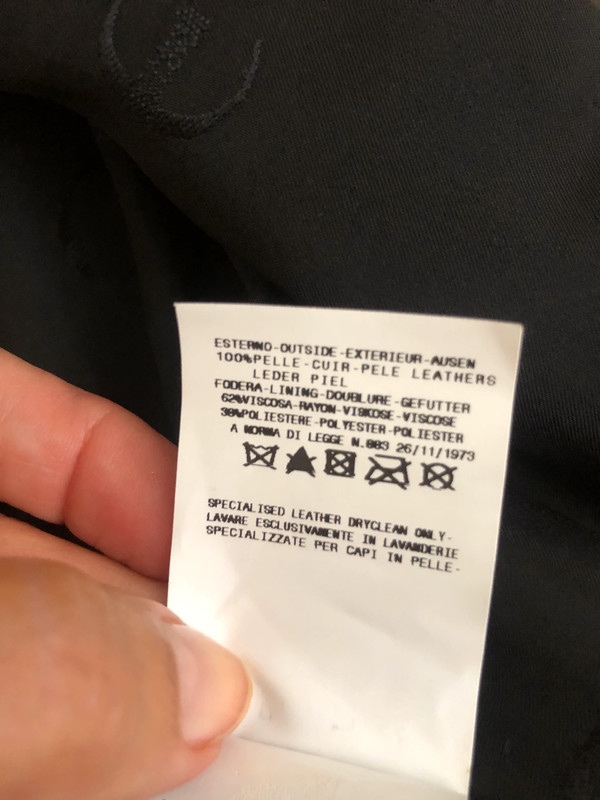 ESTERNO-OUTSIDE-EXTERIEUR-AUSEN
100%PELLE-CUIR-PELE LEATHERS
LEDER PIEL
FODERA-LINING-DOUBLURE-GEFUTTER
62%VISCOSA-RAYON-VISKOSE-VISCOSE
38%POLIESTERE-POLYESTER-POLIESTER
A NORMA DI LEGGE N.883 26/11/1973
SPECIALISED LEATHER DRYCLEAN ONLY-
LAVARE ESCLUSIVAMENTE IN LAVANDERIE
SPECIALIZZATE PER CAPI IN PELLE-